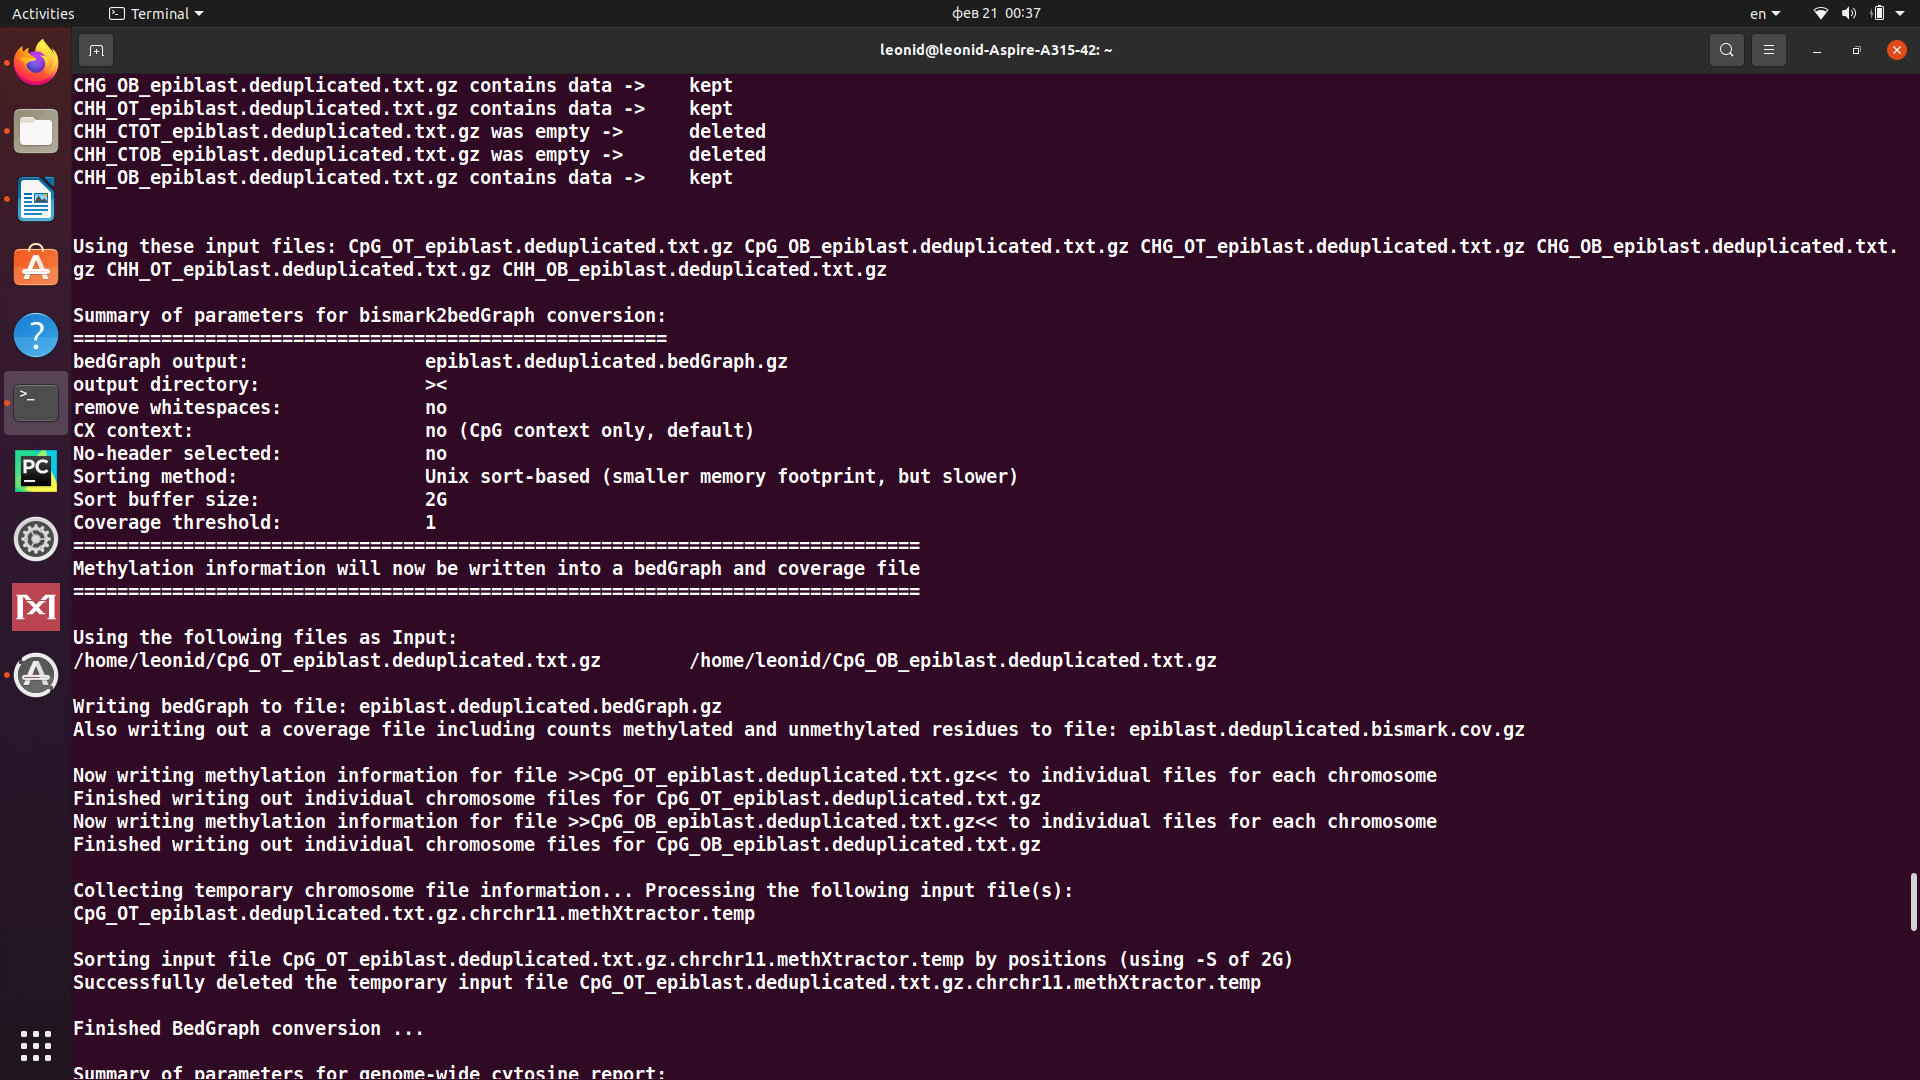 Activities Terminal фев 21 00:37 en
leonid@leonid-Aspire-A315-42: ~
CHG_OB_epiblast.deduplicated.txt.gz contains data -> kept
CHH_OT_epiblast.deduplicated.txt.gz contains data -> kept
CHH_CTOT_epiblast.deduplicated.txt.gz was empty -> deleted
CHH_CTOB_epiblast.deduplicated.txt.gz was empty -> deleted
CHH_OB_epiblast.deduplicated.txt.gz contains data -> kept
Using these input files: CpG_OT_epiblast.deduplicated.txt.gz CpG_OB_epiblast.deduplicated.txt.gz CHG_OT_epiblast.deduplicated.txt.gz CHG_OB_epiblast.deduplicated.txt.
gz CHH_OT_epiblast.deduplicated.txt.gz CHH_OB_epiblast.deduplicated.txt.gz
Summary of parameters for bismark2bedGraph conversion:
======================================================
bedGraph output: epiblast.deduplicated.bedGraph.gz
output directory: ><
remove whitespaces: no
CX context: no (CpG context only, default)
No-header selected: no
Sorting method: Unix sort-based (smaller memory footprint, but slower)
Sort buffer size: 2G
Coverage threshold: 1
=============================================================================
Methylation information will now be written into a bedGraph and coverage file
=============================================================================
Using the following files as Input:
/home/leonid/CpG_OT_epiblast.deduplicated.txt.gz /home/leonid/CpG_OB_epiblast.deduplicated.txt.gz
Writing bedGraph to file: epiblast.deduplicated.bedGraph.gz
Also writing out a coverage file including counts methylated and unmethylated residues to file: epiblast.deduplicated.bismark.cov.gz
Now writing methylation information for file >>CpG_OT_epiblast.deduplicated.txt.gz<< to individual files for each chromosome
Finished writing out individual chromosome files for CpG_OT_epiblast.deduplicated.txt.gz
Now writing methylation information for file >>CpG_OB_epiblast.deduplicated.txt.gz<< to individual files for each chromosome
Finished writing out individual chromosome files for CpG_OB_epiblast.deduplicated.txt.gz
Collecting temporary chromosome file information... Processing the following input file(s):
CpG_OT_epiblast.deduplicated.txt.gz.chrchr11.methXtractor.temp
Sorting input file CpG_OT_epiblast.deduplicated.txt.gz.chrchr11.methXtractor.temp by positions (using -S of 2G)
Successfully deleted the temporary input file CpG_OT_epiblast.deduplicated.txt.gz.chrchr11.methXtractor.temp
Finished BedGraph conversion ...
Summary of parameters for genome-wide cytosine report: